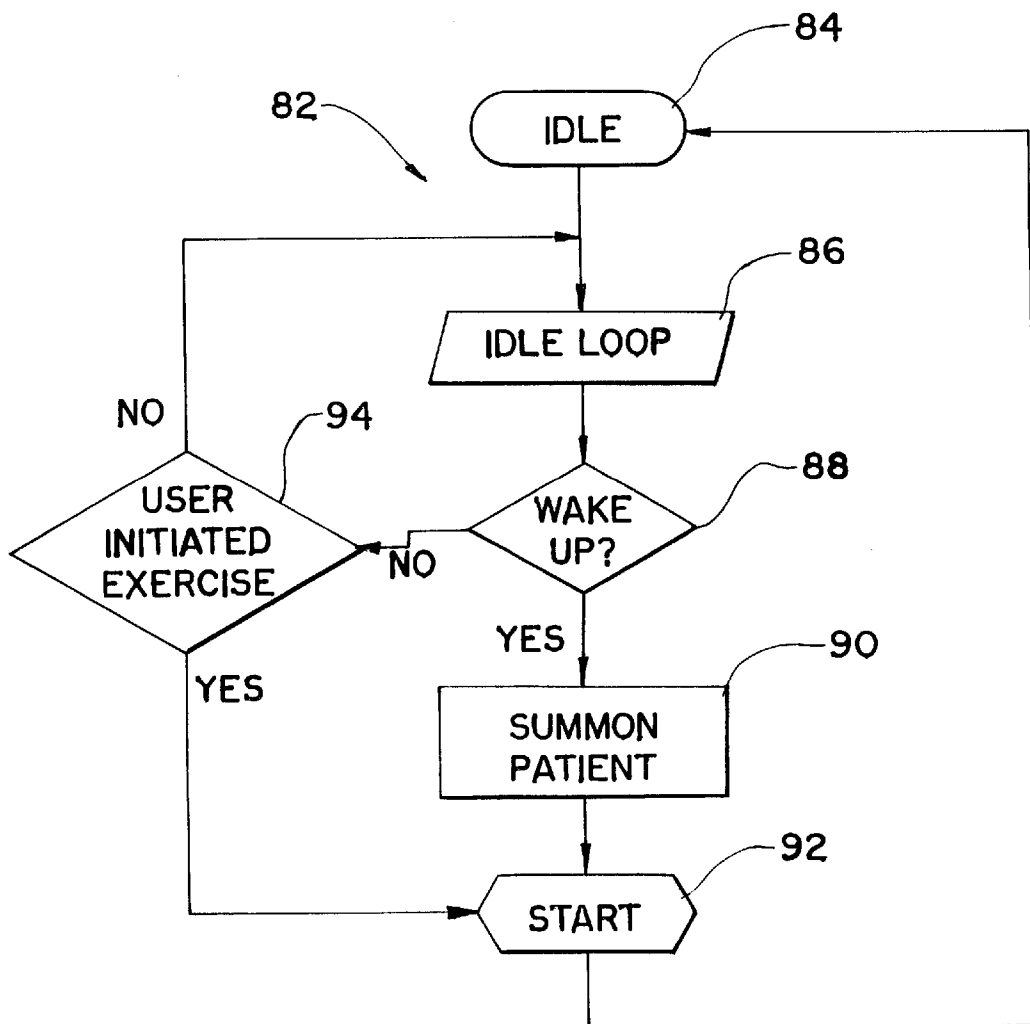 84
82
IDLE
86
IDLE LOOP
NO
94
88
USER
INITIATED
EXERCISE
WAKE
UP?
NO
YES
90
YES
SUMMON
PATIENT
92
START